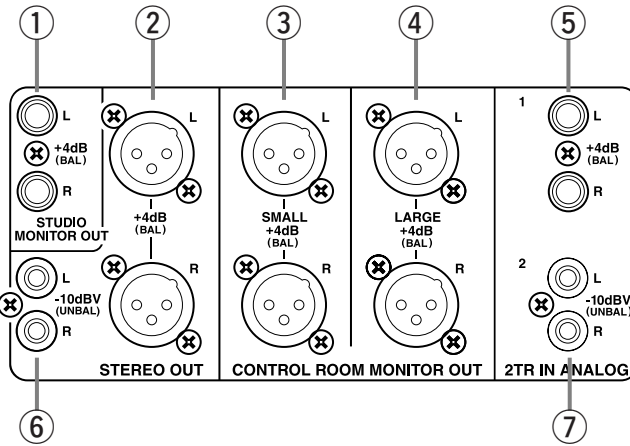 1
2
3
4
5
L
+4dB
(BAL)
R
STUDIO
MONITOR OUT
L
-10dBV
(UNBAL)
R
L
+4dB
(BAL)
R
STEREO OUT
L
SMALL
+4dB
(BAL)
R
L
LARGE
+4dB
(BAL)
R
CONTROL ROOM MONITOR OUT
1
L
+4dB
(BAL)
R
2
L
-10dBV
(UNBAL)
R
2TR IN ANALOG
6
7